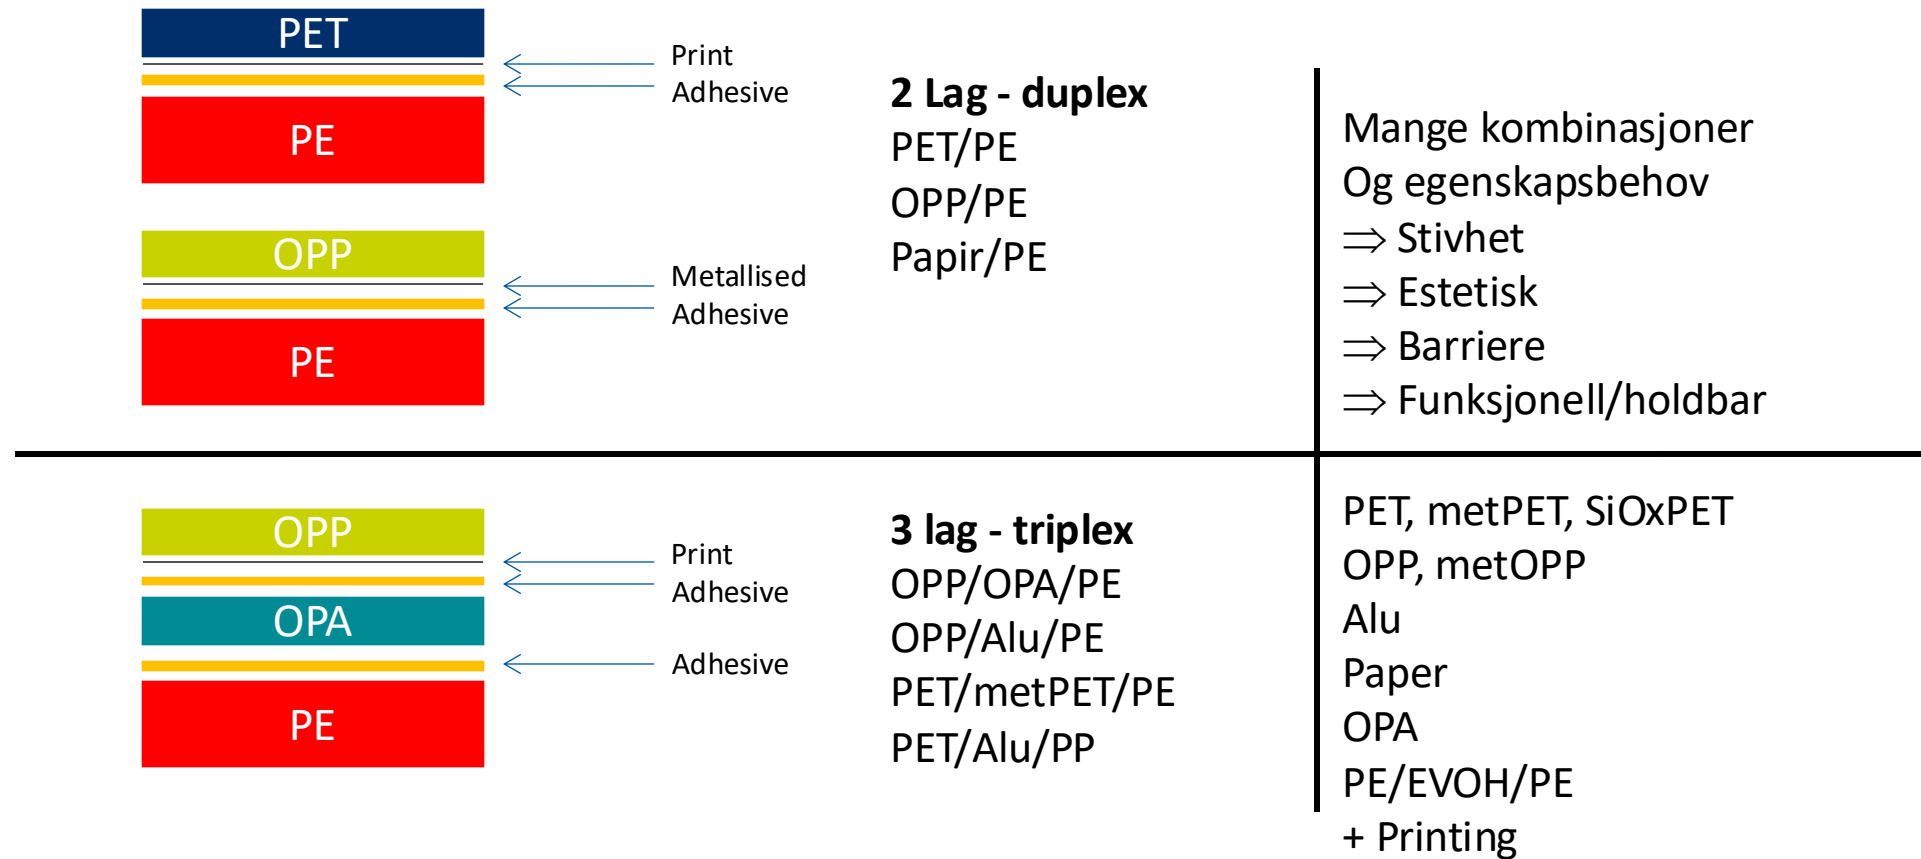 PET
Print
Adhesive
PE
OPP
Metallised
Adhesive
PE
2 Lag - duplex
PET/PE
OPP/PE
Papir/PE
Mange kombinasjoner
Og egenskapsbehov
⇒ Stivhet
⇒ Estetisk
⇒ Barriere
⇒ Funksjonell/holdbar
OPP
Print
Adhesive
OPA
Adhesive
PE
3 lag - triplex
OPP/OPA/PE
OPP/Alu/PE
PET/metPET/PE
PET/Alu/PP
PET, metPET, SiOxPET
OPP, metOPP
Alu
Paper
OPA
PE/EVOH/PE
+ Printing